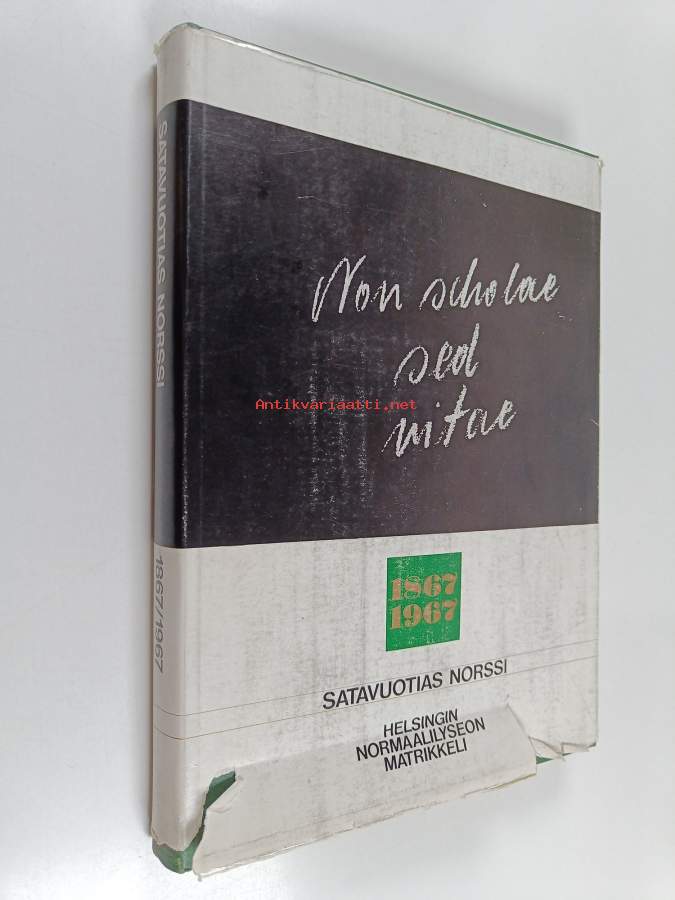 SATAVUOTIAS NORSSI
1867/1967
Non scholae
sed
vitae
Antikvariaatti.net
1867
1967
SATAVUOTIAS NORSSI
HELSINGIN
NORMAALILYSEON
MATRIKKELI